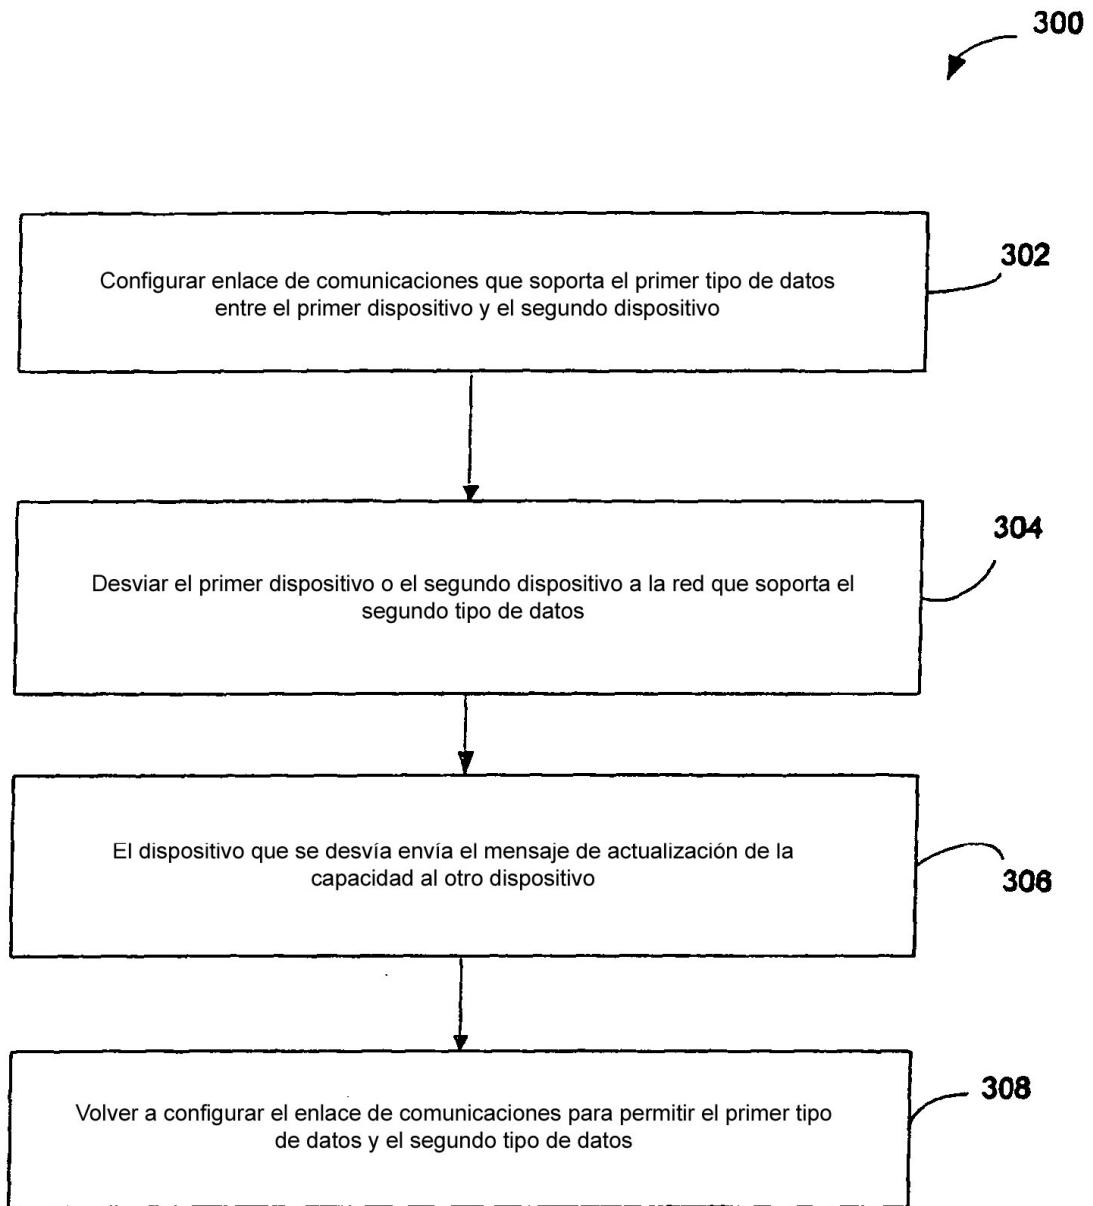 300
302
Configurar enlace de comunicaciones que soporta el primer tipo de datos
entre el primer dispositivo y el segundo dispositivo
304
Desviar el primer dispositivo o el segundo dispositivo a la red que soporta el
segundo tipo de datos
El dispositivo que se desvía envía el mensaje de actualización de la
capacidad al otro dispositivo
306
308
Volver a configurar el enlace de comunicaciones para permitir el primer tipo
de datos y el segundo tipo de datos